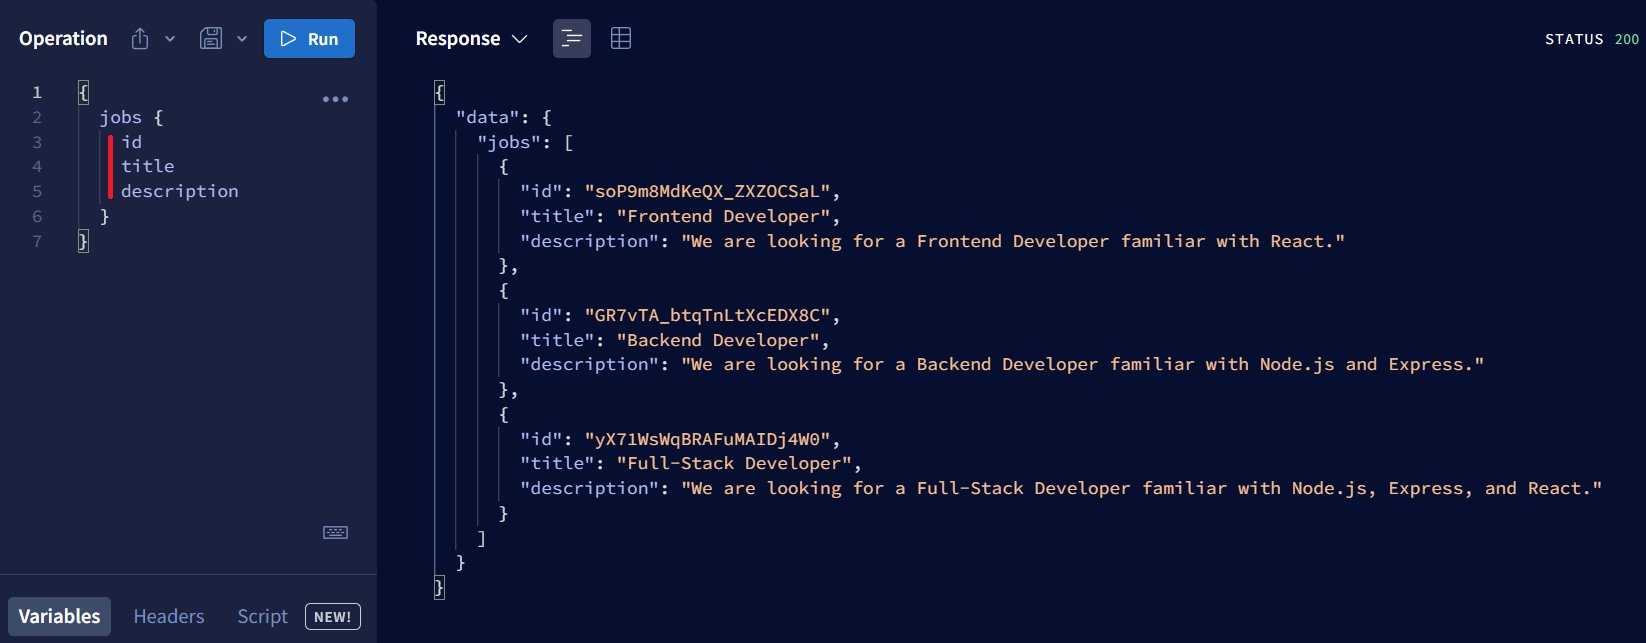 Operation
Run
1 {
2 jobs {
3 id
4 title
5 description
6 }
7 }
Variables Headers Script NEW!
Response
STATUS 200
{
"data": {
"jobs": [
{
"id": "soP9m8MdKeQX_ZXZOCSaL",
"title": "Frontend Developer",
"description": "We are looking for a Frontend Developer familiar with React."
},
{
"id": "GR7vTA_btqTnLtXcEDX8C",
"title": "Backend Developer",
"description": "We are looking for a Backend Developer familiar with Node.js and Express."
},
{
"id": "yX71WsWqBRAFuMAIDj4W0",
"title": "Full-Stack Developer",
"description": "We are looking for a Full-Stack Developer familiar with Node.js, Express, and React."
}
]
}
}